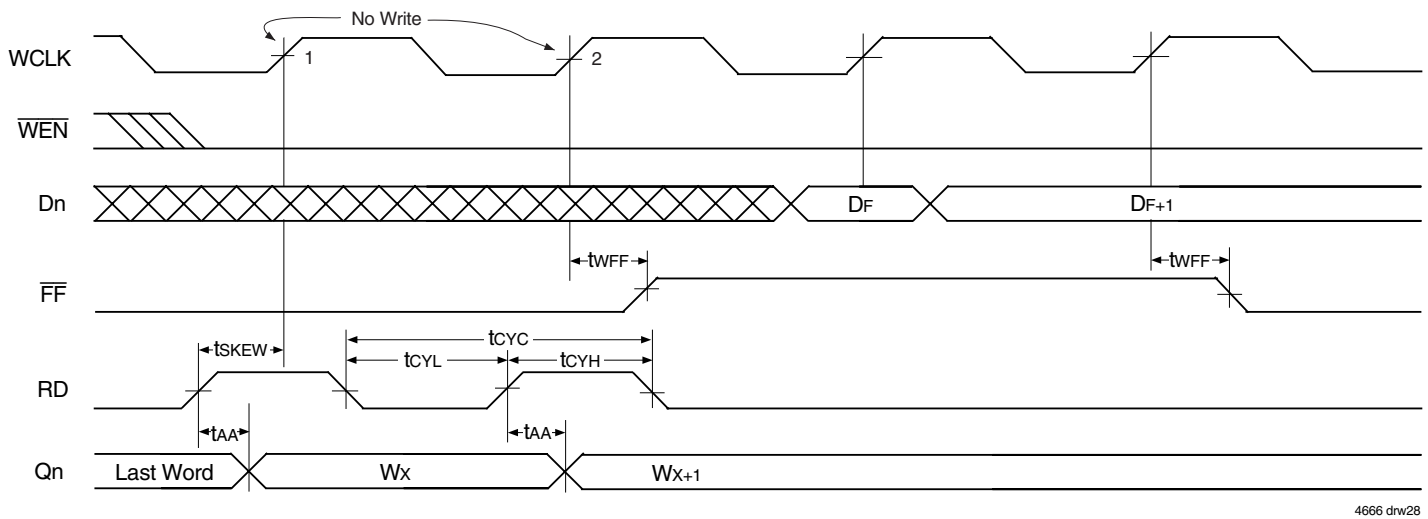 No Write
WCLK
1
2
WEN
Dn
DF
DF+1
tWFF
tWFF
FF
tSKEW
tCYC
tCYL
tCYH
RD
tAA
tAA
Qn
Last Word
WX
WX+1
4666 drw28